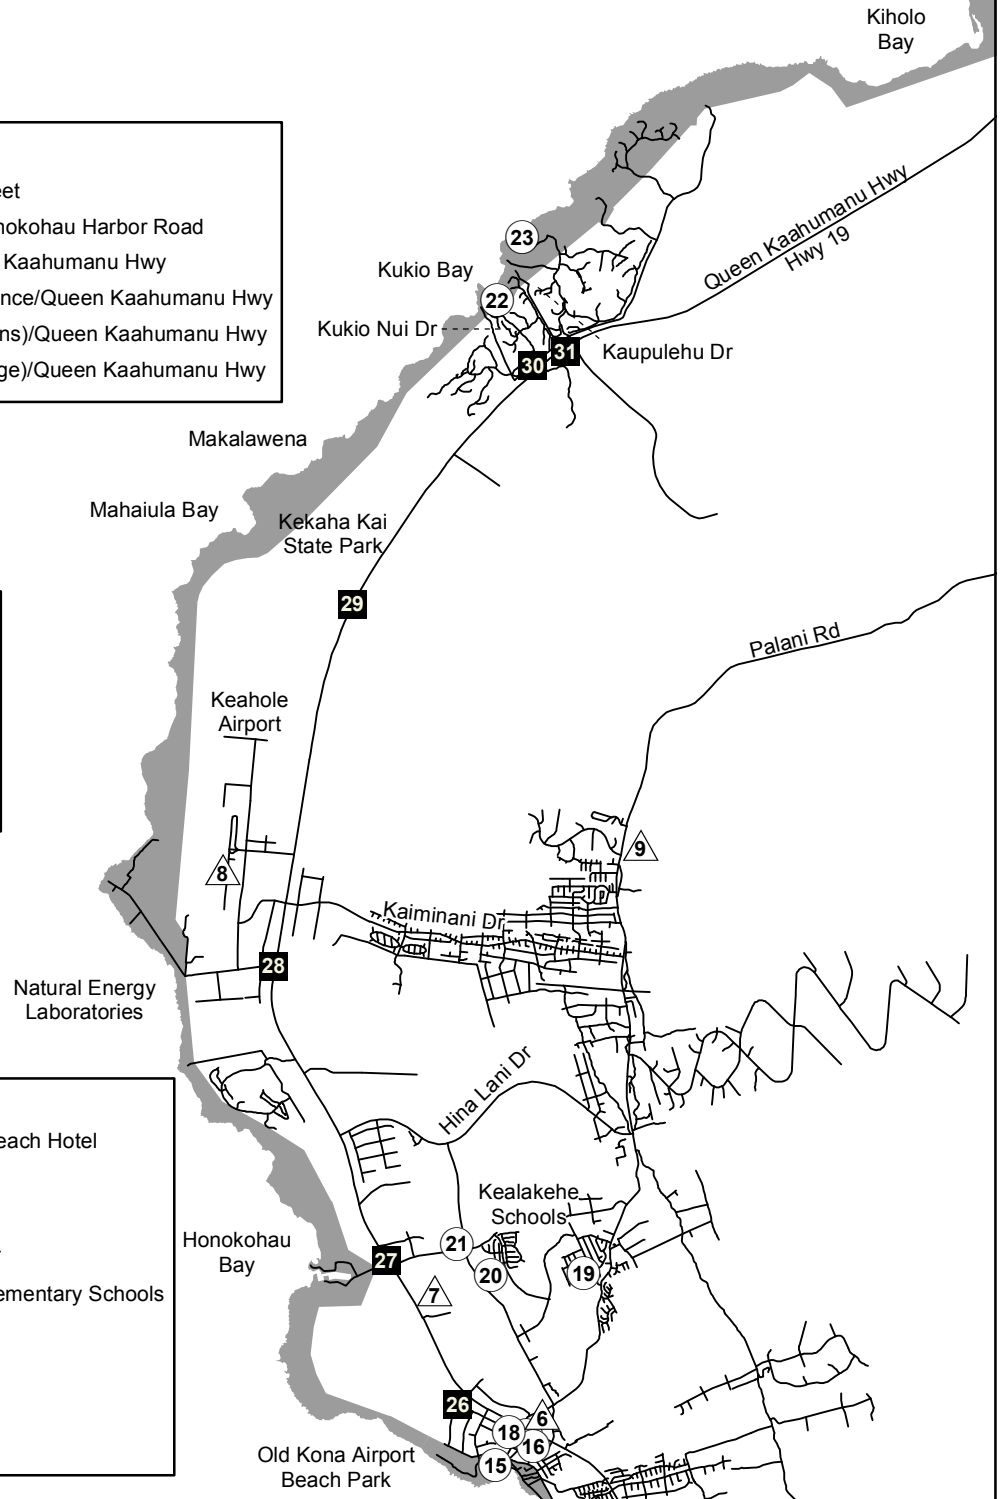 Kiholo
Bay
eet
nokohau Harbor Road
Kaahumanu Hwy
nce/Queen Kaahumanu Hwy
ns)/Queen Kaahumanu Hwy
ge)/Queen Kaahumanu Hwy
Queen Kaahumanu Hwy
Hwy 19
23
Kukio Bay
22
Kukio Nui Dr
31
30
Kaupulehu Dr
Makalawena
Mahaiula Bay
Kekaha Kai
State Park
29
Palani Rd
Keahole
Airport
9
8
Kaiminani Dr
28
Natural Energy
Laboratories
Hina Lani Dr
each Hotel
Kealakehe
Schools
Honokohau
Bay
21
27
20
19
7
ementary Schools
26
6
18
16
15
Old Kona Airport
Beach Park